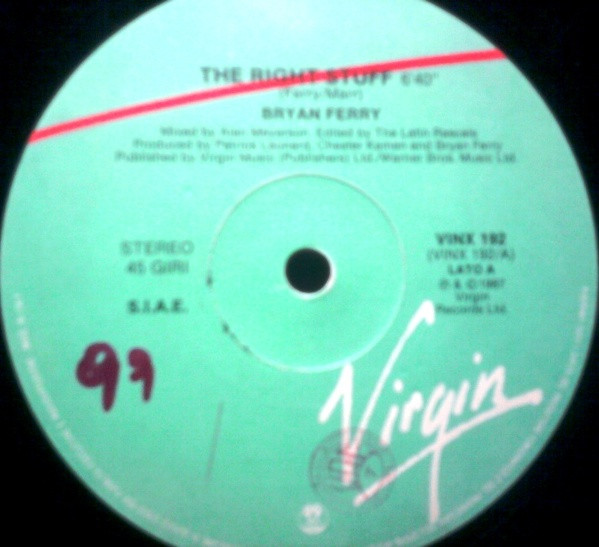 THE RIGHT STUFF 6'40"
(Ferry/Marr)
BRYAN FERRY
Mixed by Alan Meyerson. Edited by The Latin Rascals
Produced by Patrick Leonard, Chester Kamen and Bryan Ferry
Published by Virgin Music (Publishers) Ltd./Warner Bros. Music Ltd.
STEREO
45 GIRI
S.I.A.E.
VINX 192
(VINX 192/A)
LATO A
℗ & © 1987
Virgin
Records Ltd.
99
Virgin